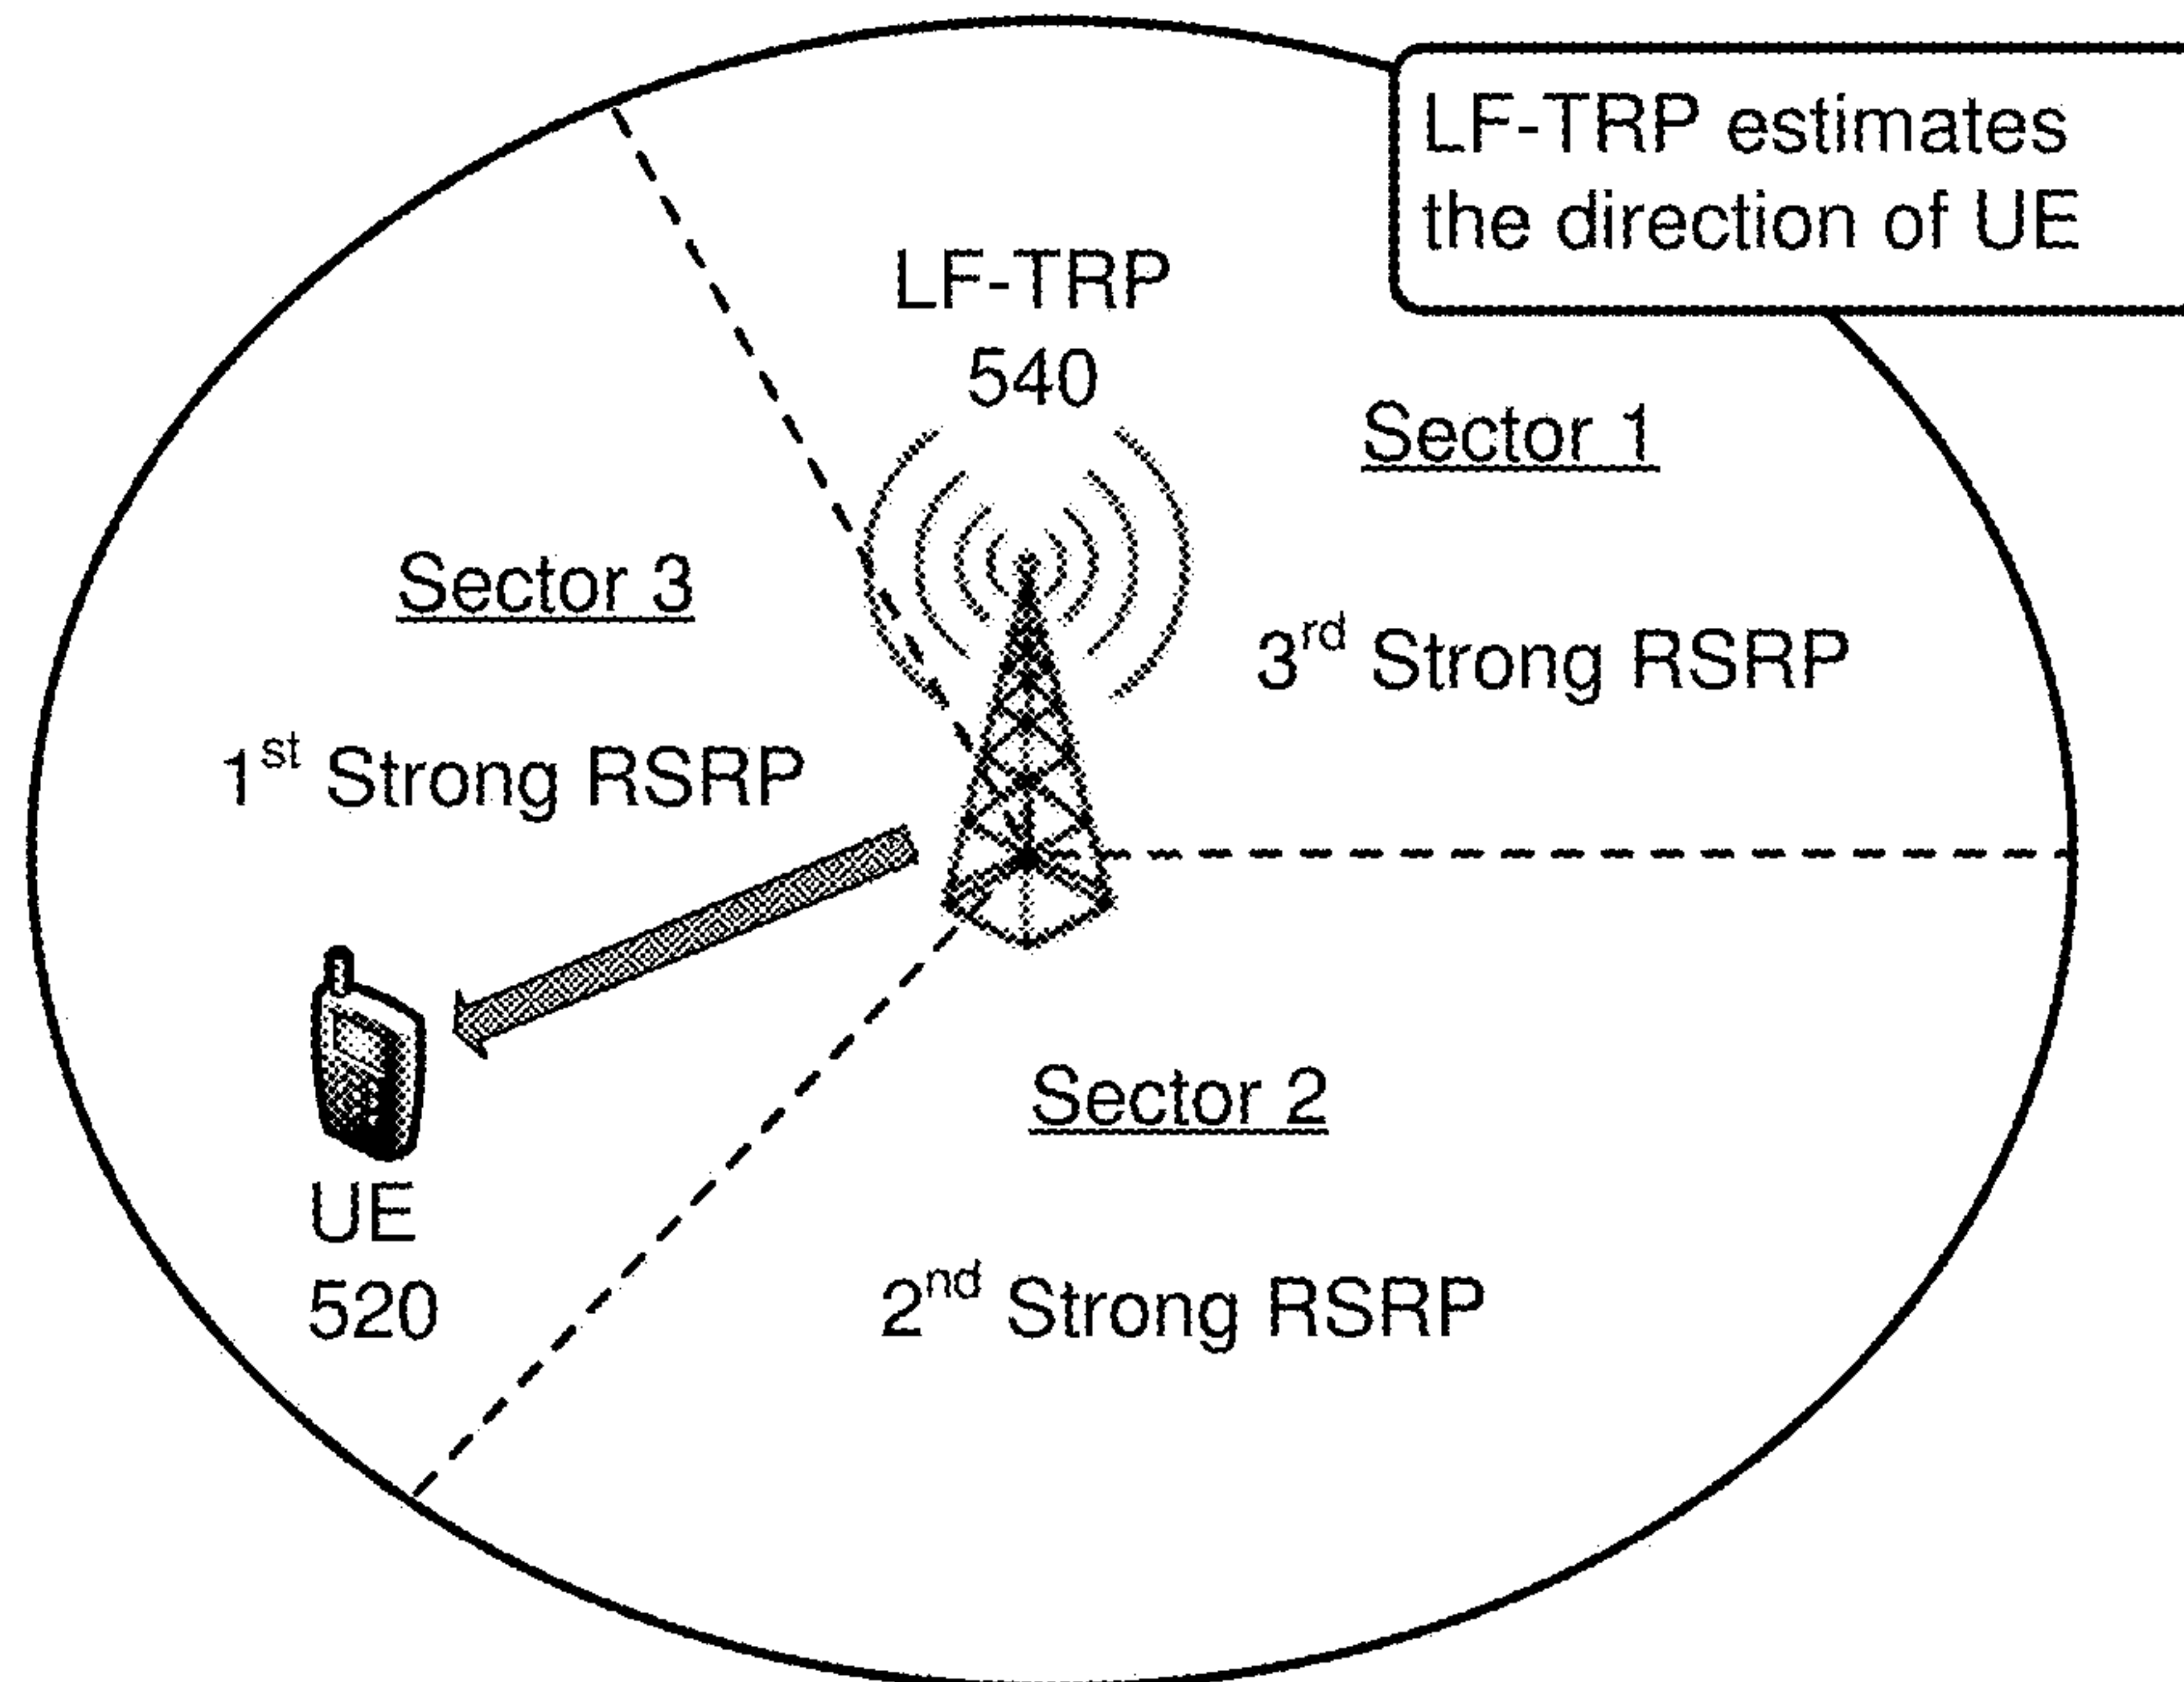 LF-TRP estimates
the direction of UE
LF-TRP
540
Sector 1
Sector 3
3rd Strong RSRP
1st Strong RSRP
Sector 2
UE
520
2nd Strong RSRP